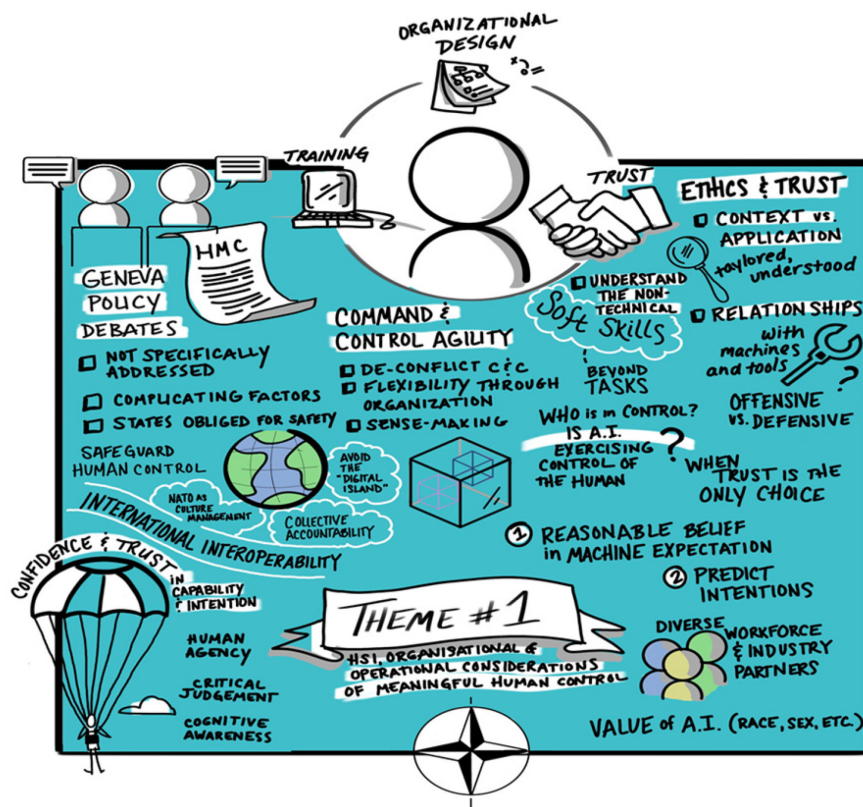 ORGANIZATIONAL
DESIGN
TRAINING
TRUST
HMC
GENEVA
POLICY
DEBATES
NOT SPECIFICALLY
ADDRESSED
COMPLICATING FACTORS
STATES OBLIGED FOR SAFETY
SAFEGUARD
HUMAN CONTROL
NATO AS
CULTURE
MANAGEMENT
AVOID
THE
"DIGITAL
ISLAND"
COLLECTIVE
ACCOUNTABILITY
INTERNATIONAL INTEROPERABILITY
COMMAND &
CONTROL AGILITY
DE-CONFLICT C&C
FLEXIBILITY THROUGH
ORGANIZATION
SENSE-MAKING
UNDERSTAND
THE NON-
TECHNICAL
Soft Skills
BEYOND
TASKS
WHO is in CONTROL?
IS A.I.
EXERCISING
CONTROL OF
THE HUMAN
?
ETHICS & TRUST
CONTEXT vs.
APPLICATION
taylored,
understood
RELATIONSHIPS
with
machines
and tools
?
OFFENSIVE
vs. DEFENSIVE
WHEN
TRUST IS THE
ONLY CHOICE
1 REASONABLE BELIEF
in MACHINE EXPECTATION
2 PREDICT
INTENTIONS
CONFIDENCE & TRUST
in
CAPABILITY
& INTENTION
HUMAN
AGENCY
CRITICAL
JUDGEMENT
COGNITIVE
AWARENESS
THEME #1
HSI, ORGANISATIONAL &
OPERATIONAL CONSIDERATIONS
OF MEANINGFUL HUMAN CONTROL
DIVERSE
WORKFORCE
& INDUSTRY
PARTNERS
VALUE of A.I. (RACE, SEX, ETC.)